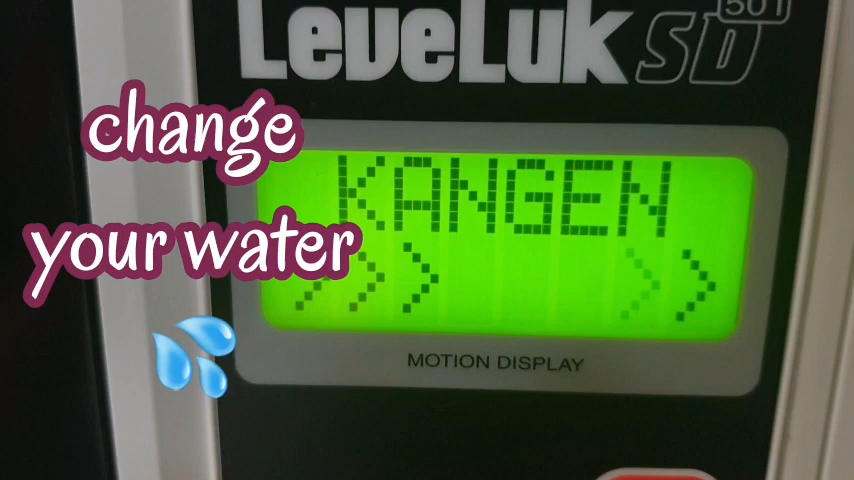 LeveLuk SD 501
change
KANGEN
your water
MOTION DISPLAY